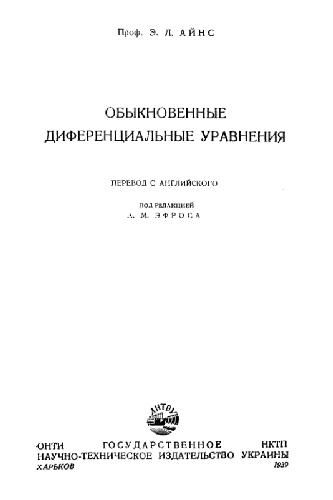 Проф. Э. Л. АЙНС
ОБЫКНОВЕННЫЕ
ДИФЕРЕНЦИАЛЬНЫЕ УРАВНЕНИЯ
ПЕРЕВОД С АНГЛИЙСКОГО
ПОД РЕДАКЦИЕЙ
А. М. ЭФРОСА
ДНТВУ
ОНТИ ГОСУДАРСТВЕННОЕ НКТП
НАУЧНО-ТЕХНИЧЕСКОЕ ИЗДАТЕЛЬСТВО УКРАИНЫ
ХАРЬКОВ 1939